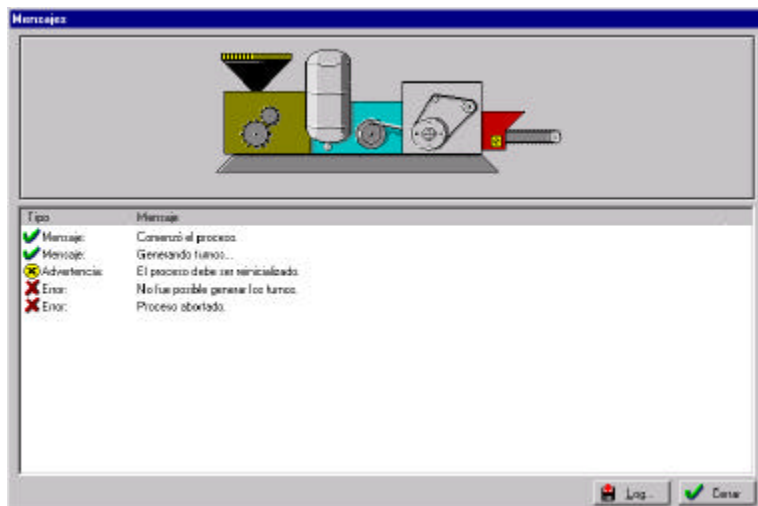 Mensajes
Tipo Mensaje
Mensaje: Comenzó el proceso.
Mensaje: Generando turnos...
Advertencia: El proceso debe ser reinicializado.
Error: No fue posible generar los turnos.
Error: Proceso abortado.
Log... Cerrar